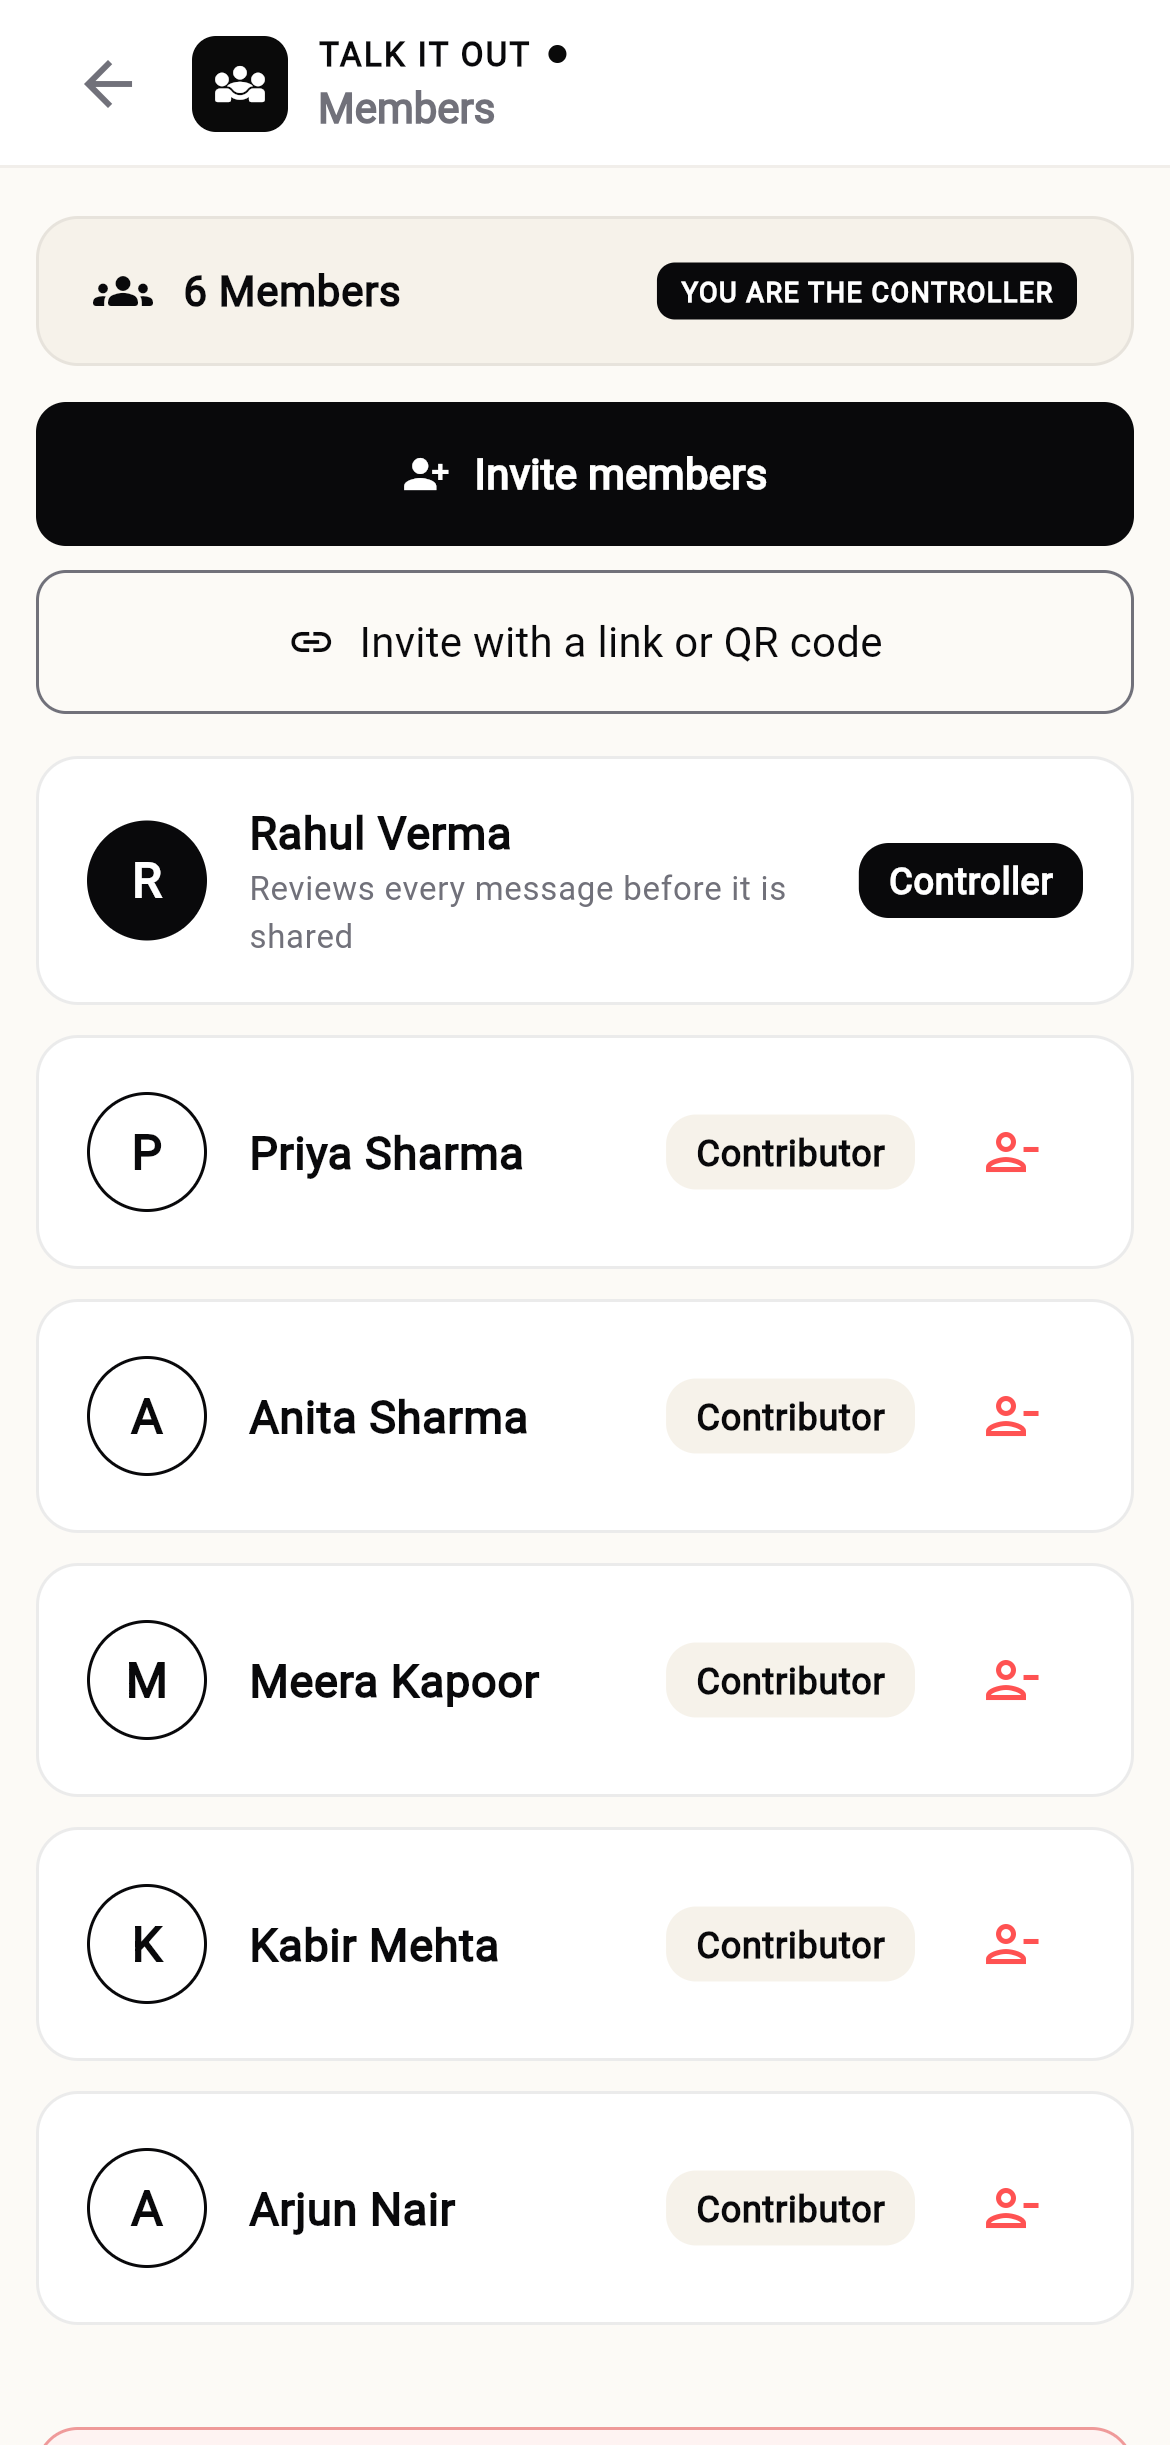 TALK IT OUT
Members
6 Members
YOU ARE THE CONTROLLER
Invite members
Invite with a link or QR code
R
Rahul Verma
Reviews every message before it is
shared
Controller
P
Priya Sharma
Contributor
A
Anita Sharma
Contributor
M
Meera Kapoor
Contributor
K
Kabir Mehta
Contributor
A
Arjun Nair
Contributor